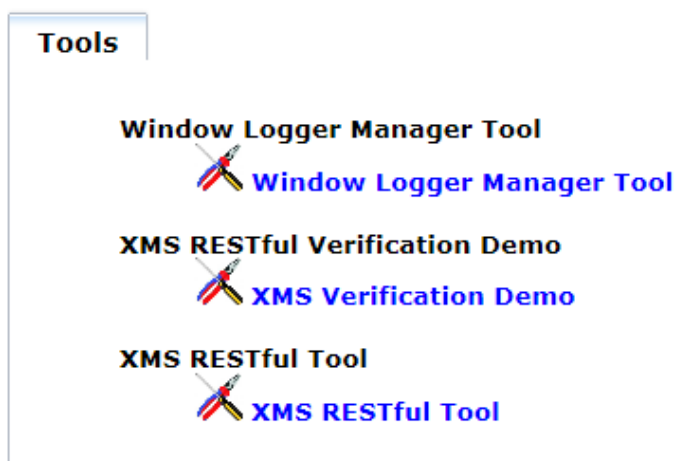 Tools
Window Logger Manager Tool
Window Logger Manager Tool
XMS RESTful Verification Demo
XMS Verification Demo
XMS RESTful Tool
XMS RESTful Tool